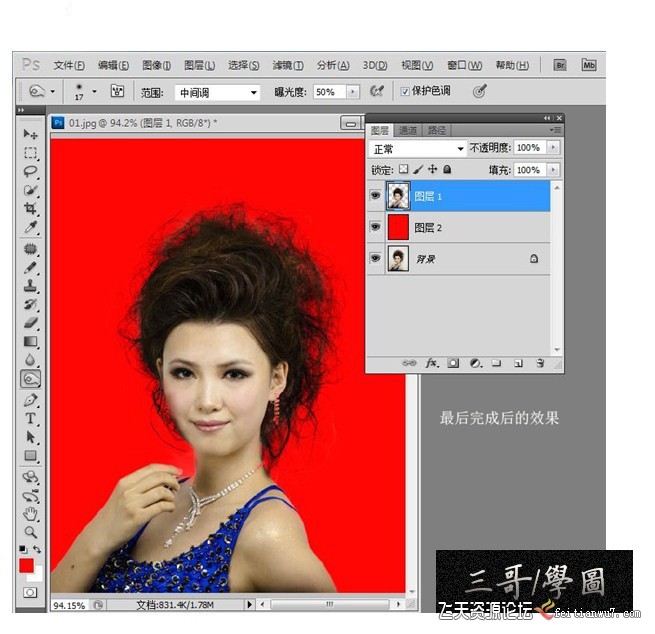 Ps 文件(F) 编辑(E) 图像(I) 图层(L) 选择(S) 滤镜(T) 分析(A) 3D(D) 视图(V) 窗口(W) 帮助(H) Br Mb
17 范围: 中间调 曝光度: 50% 保护色调
Ps 01.jpg @ 94.2% (图层 1, RGB/8*) *
图层 通道 路径
正常 不透明度: 100%
锁定: 填充: 100%
图层 1
图层 2
背景
fx
T
最后完成后的效果
94.15% 文档:831.4K/1.78M
三哥/學圖
飞天资源论坛 feitianwu7.com